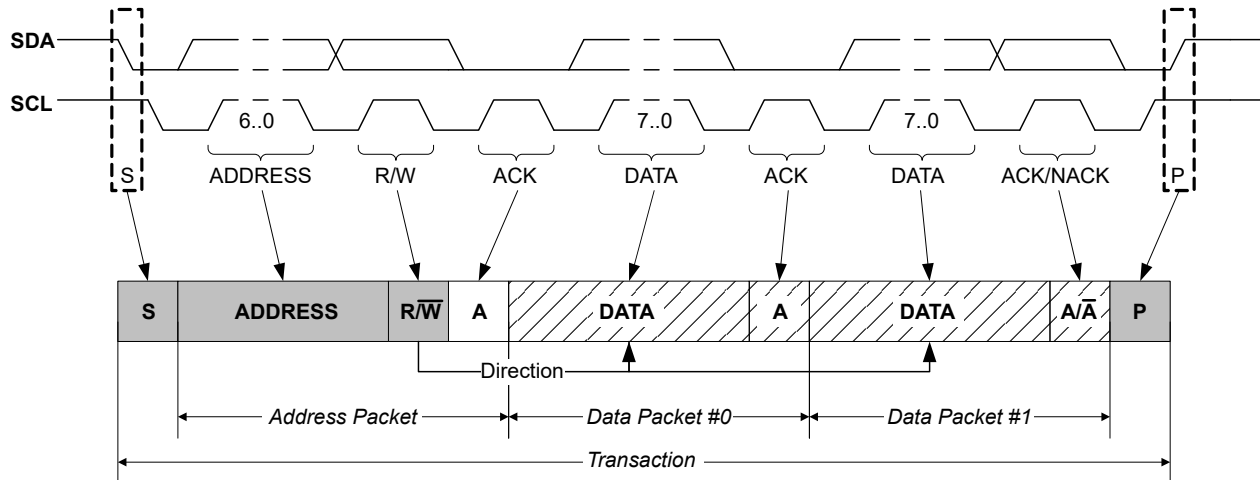 SDA
SCL
6..0
7..0
7..0
S
ADDRESS
R/W
ACK
DATA
ACK
DATA
ACK/NACK
P
S
ADDRESS
R/W̅
A
DATA
A
DATA
A/A̅
P
Direction
Address Packet
Data Packet #0
Data Packet #1
Transaction